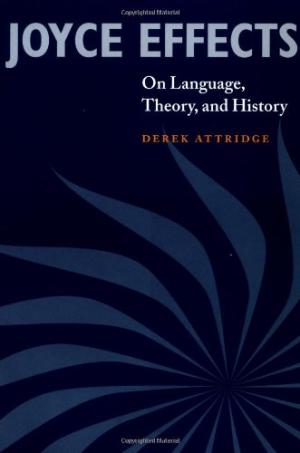 JOYCE EFFECTS
On Language,
Theory, and History
DEREK ATTRIDGE